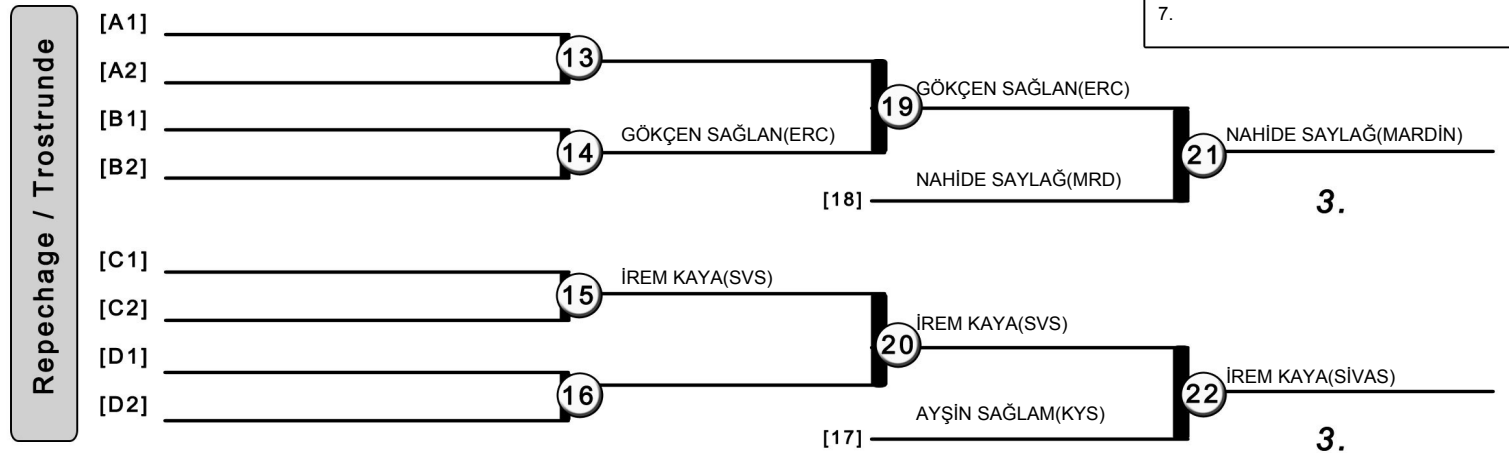 7.
Repechage / Trostrunde
[A1]
[A2]
13
[B1]
[B2]
14
GÖKÇEN SAĞLAN(ERC)
19
GÖKÇEN SAĞLAN(ERC)
[18]
NAHİDE SAYLAĞ(MRD)
21
NAHİDE SAYLAĞ(MARDİN)
3.
[C1]
[C2]
15
İREM KAYA(SVS)
[D1]
[D2]
16
20
İREM KAYA(SVS)
[17]
AYŞİN SAĞLAM(KYS)
22
İREM KAYA(SİVAS)
3.